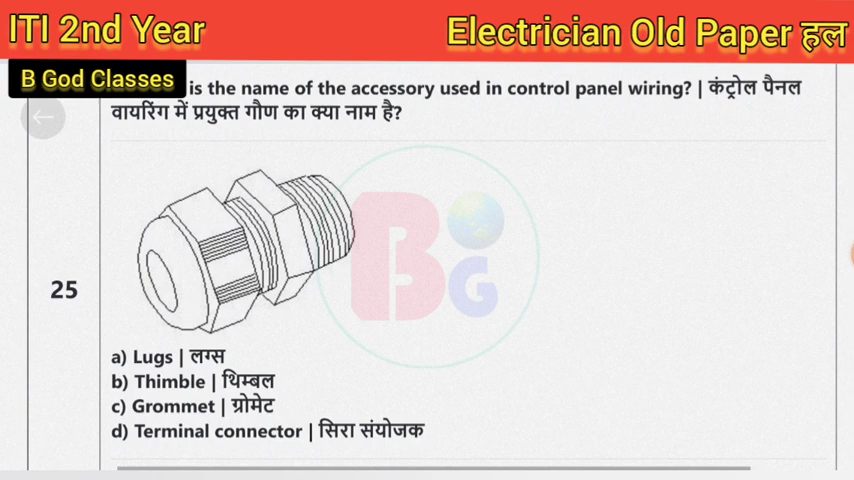 ITI 2nd Year
Electrician Old Paper हल
B God Classes
is the name of the accessory used in control panel wiring? | कंट्रोल पैनल
वायरिंग में प्रयुक्त गौण का क्या नाम है?
B
G
25
a) Lugs | लग्स
b) Thimble | थिम्बल
c) Grommet | ग्रोमेट
d) Terminal connector | सिरा संयोजक